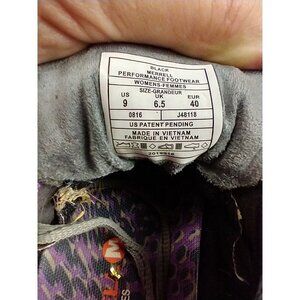 BLACK
MERRELL
PERFORMANCE FOOTWEAR
WOMENS-FEMMES
SIZE-GRANDEUR
US UK EUR
9 6.5 40
0816 J48118
US PATENT PENDING
MADE IN VIETNAM
FABRIQUE EN VIETNAM